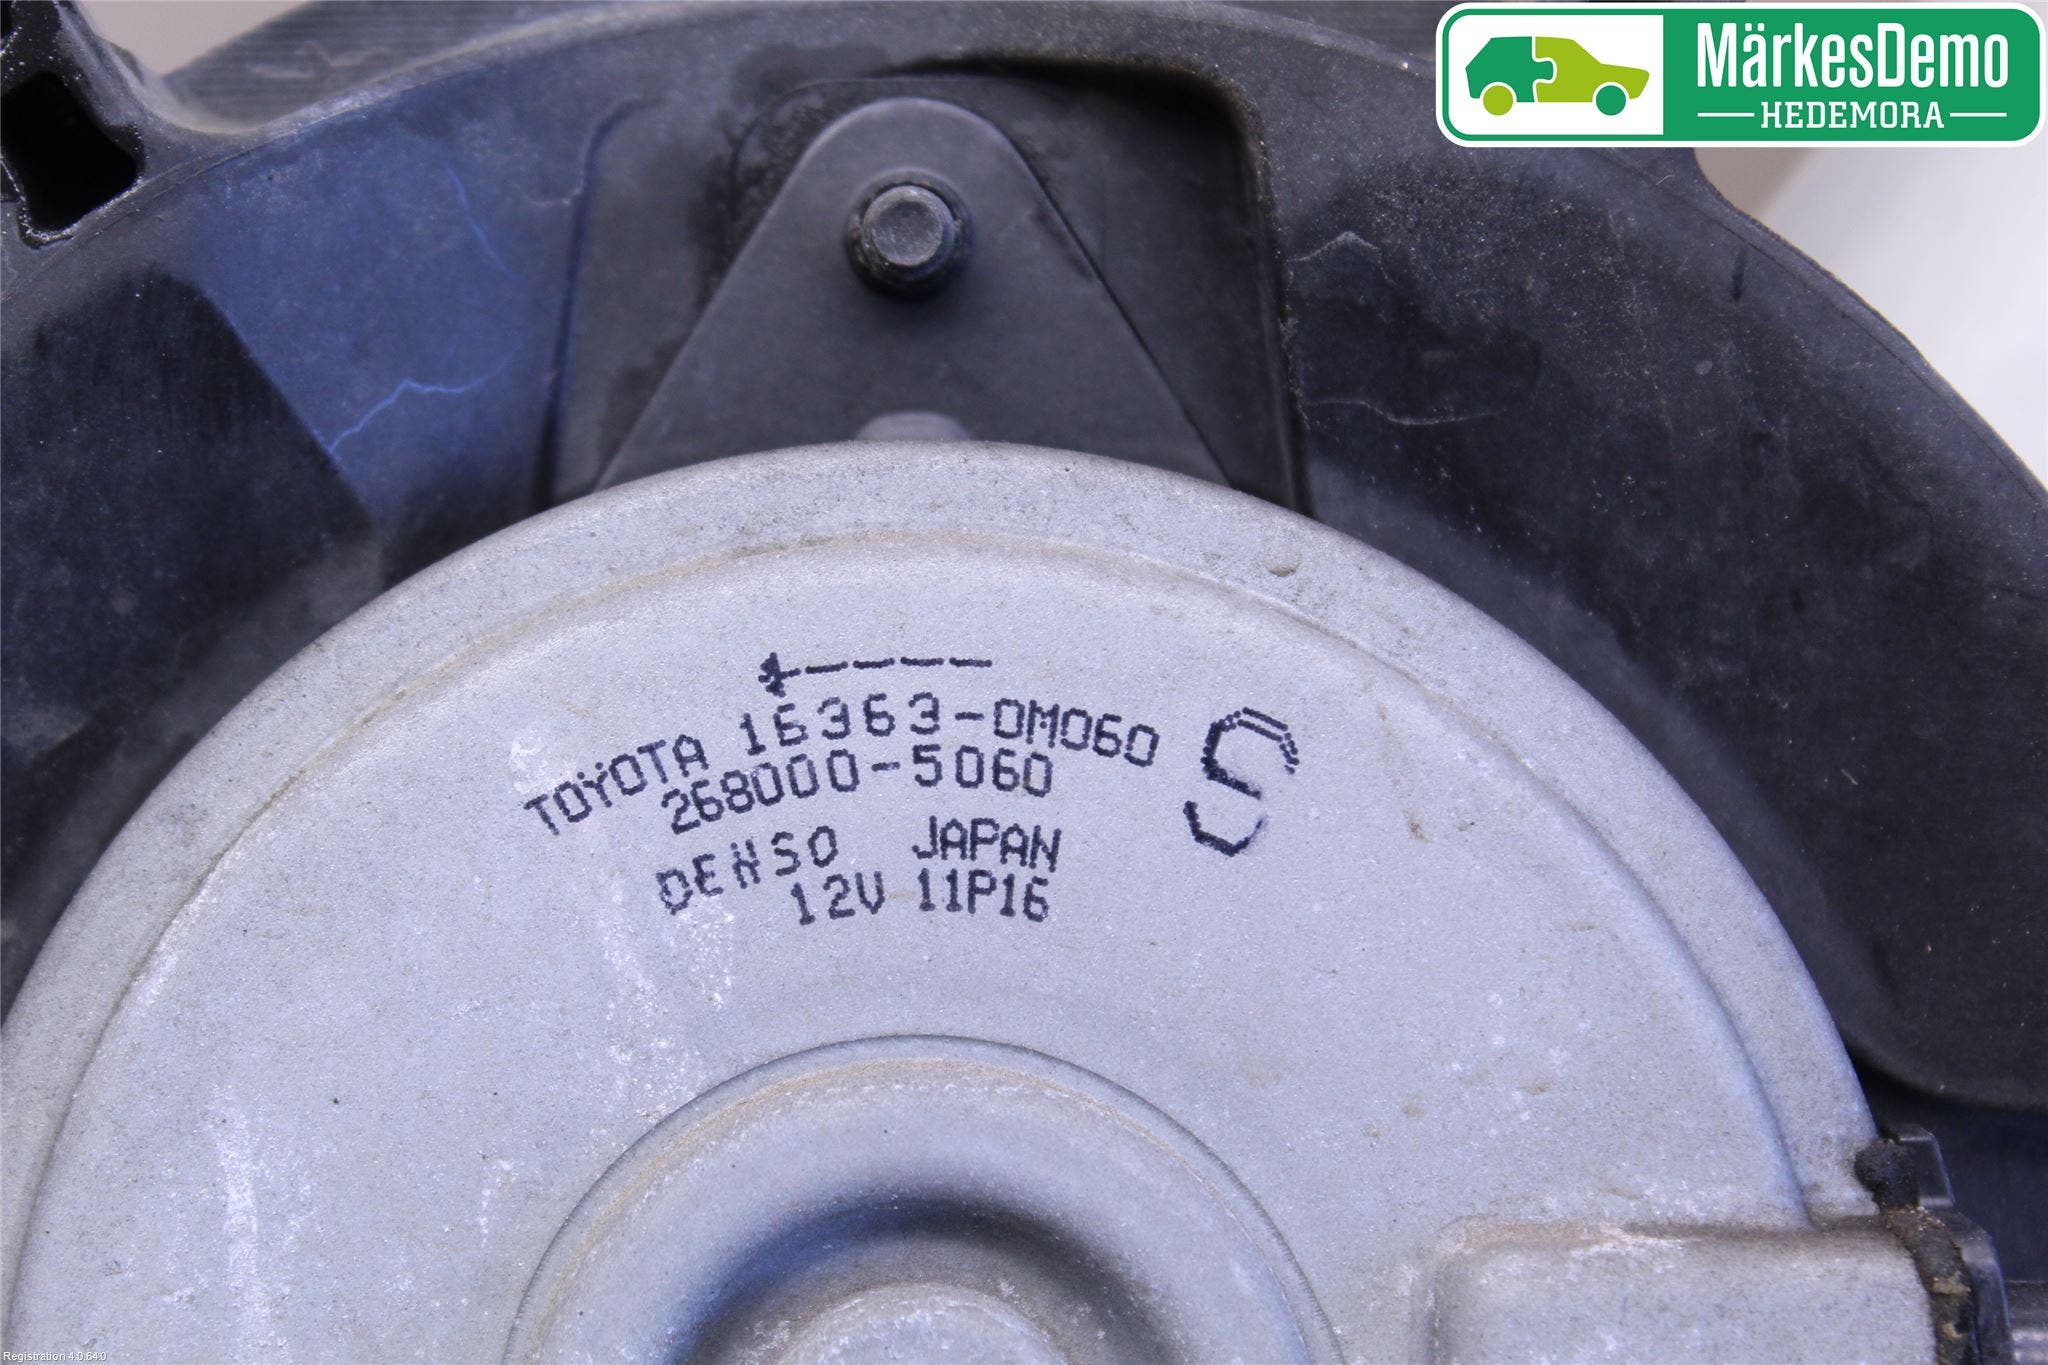 MärkesDemo
HEDEMORA
TOYOTA 16363-0M060
268000-5060
S
DENSO JAPAN
12V 11P16
Registration 4.0.64.0